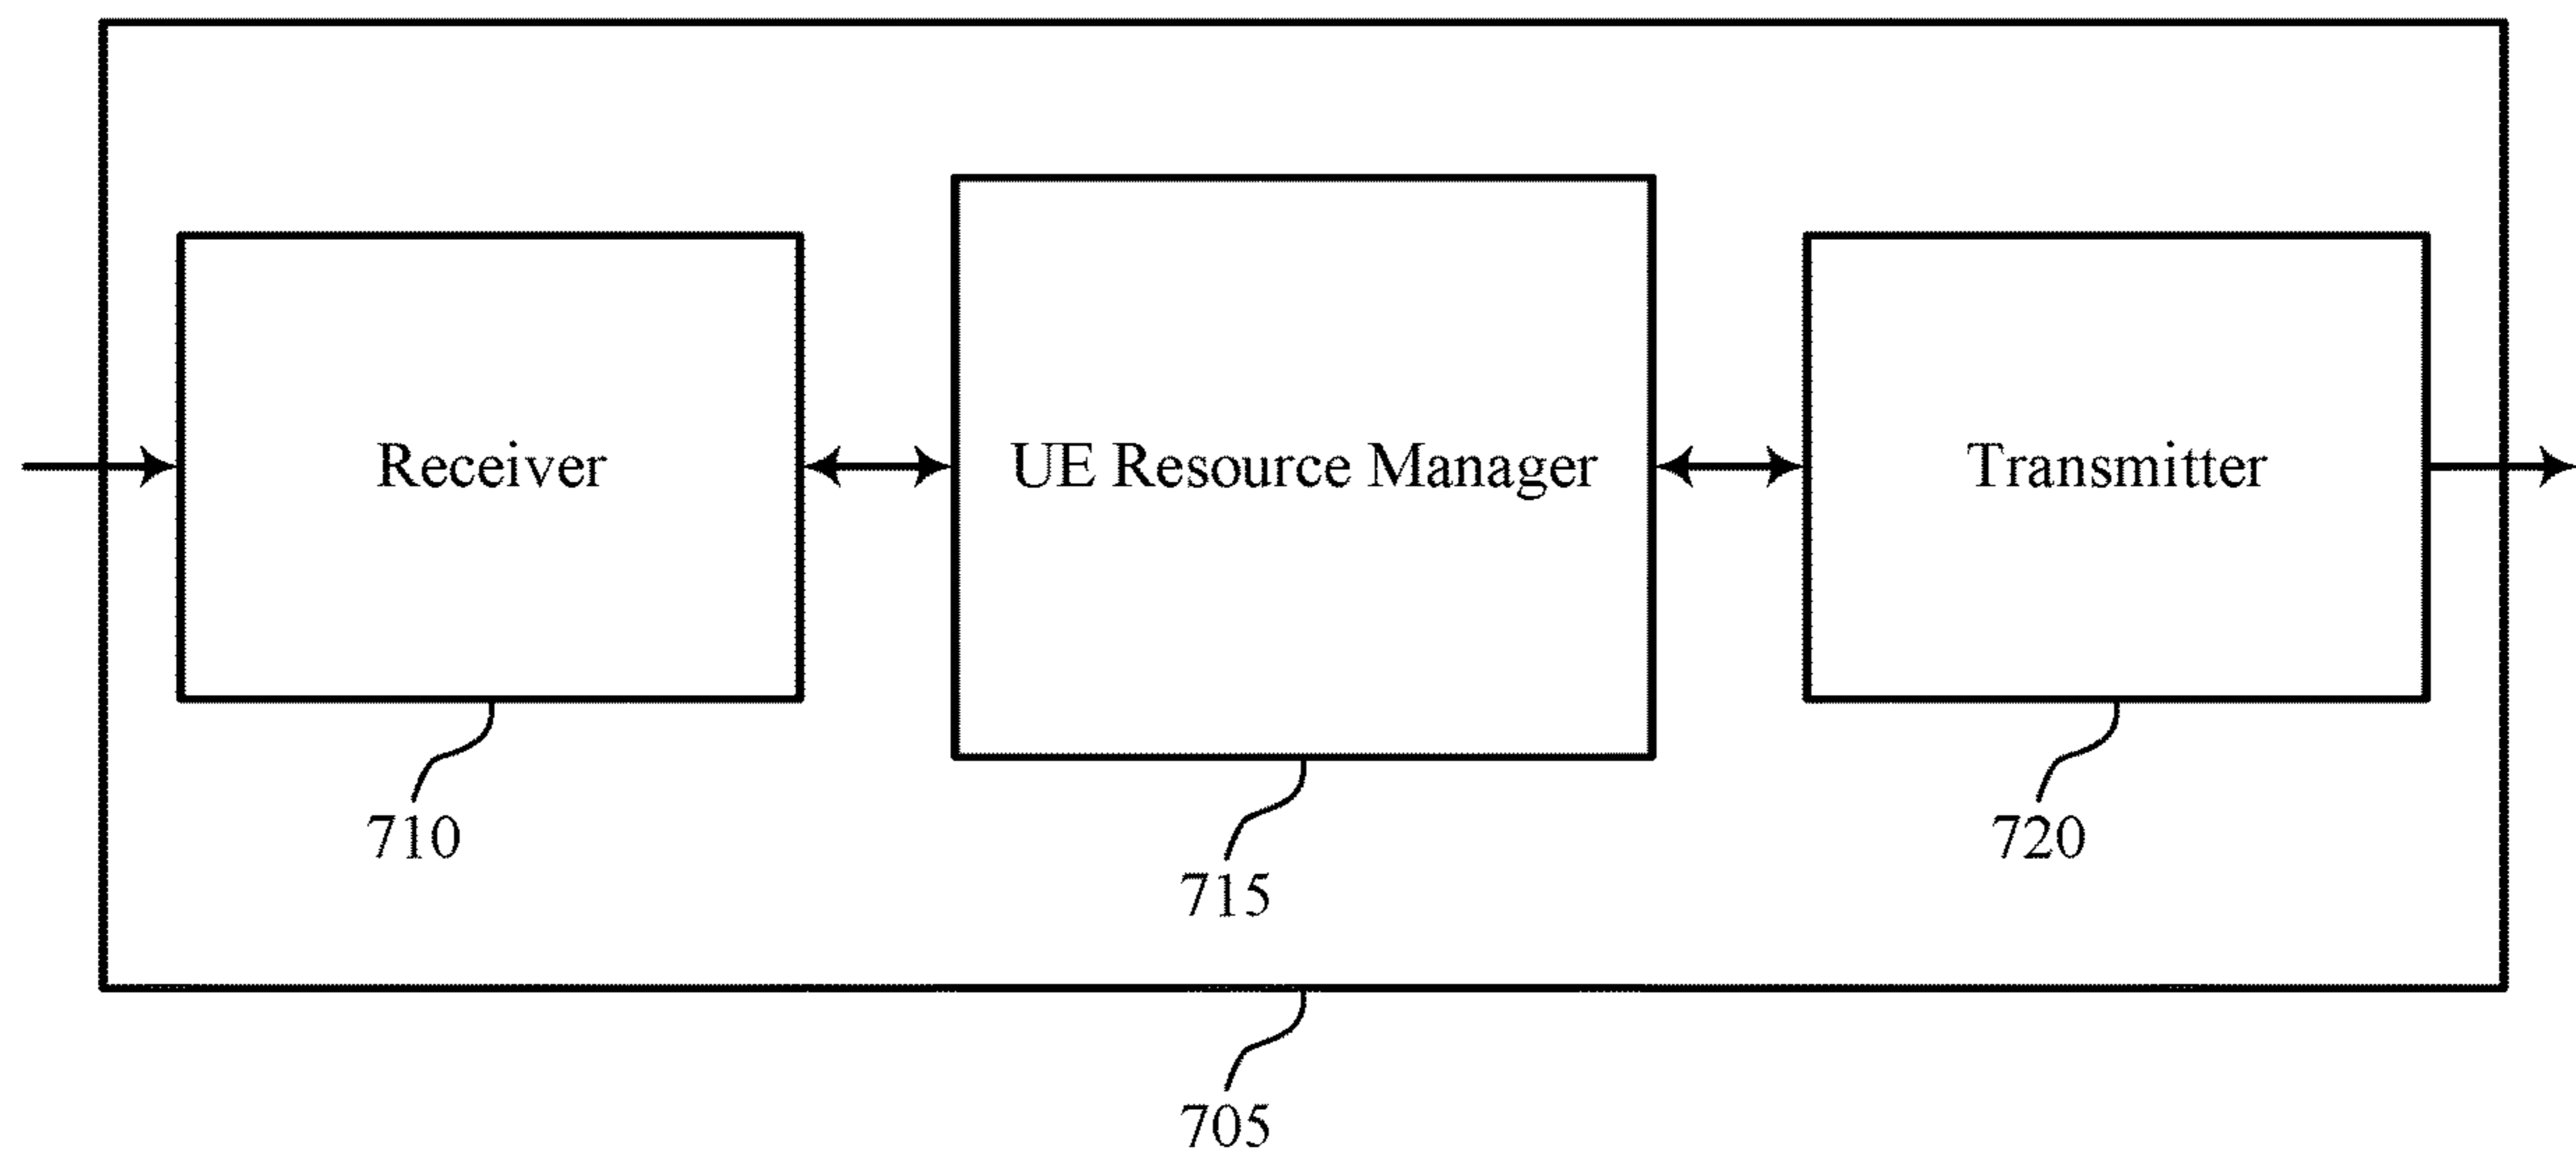 Receiver
UE Resource Manager
Transmitter
710
715
720
705